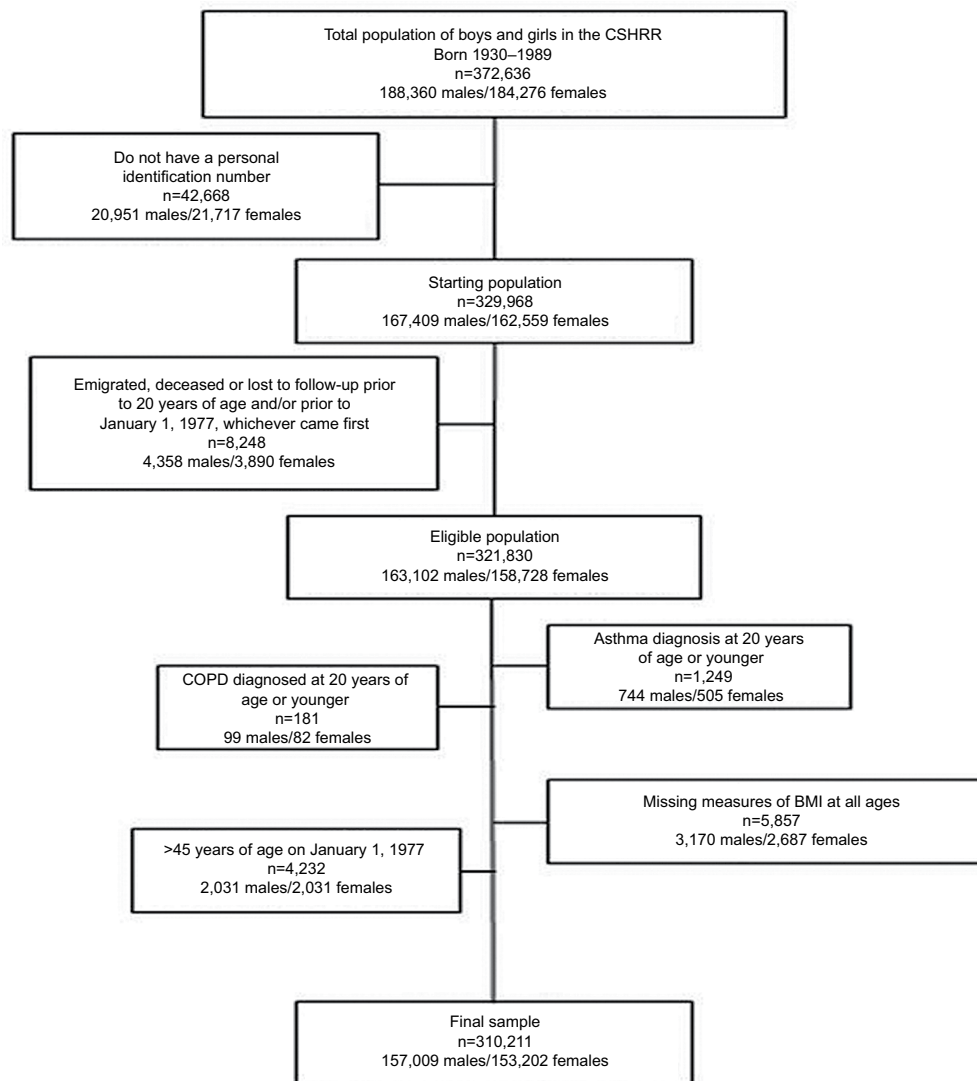 Total population of boys and girls in the CSHRR
Born 1930–1989
n=372,636
188,360 males/184,276 females
Do not have a personal
identification number
n=42,668
20,951 males/21,717 females
Starting population
n=329,968
167,409 males/162,559 females
Emigrated, deceased or lost to follow-up prior
to 20 years of age and/or prior to
January 1, 1977, whichever came first
n=8,248
4,358 males/3,890 females
Eligible population
n=321,830
163,102 males/158,728 females
Asthma diagnosis at 20 years
of age or younger
n=1,249
744 males/505 females
COPD diagnosed at 20 years of
age or younger
n=181
99 males/82 females
Missing measures of BMI at all ages
n=5,857
3,170 males/2,687 females
>45 years of age on January 1, 1977
n=4,232
2,031 males/2,031 females
Final sample
n=310,211
157,009 males/153,202 females